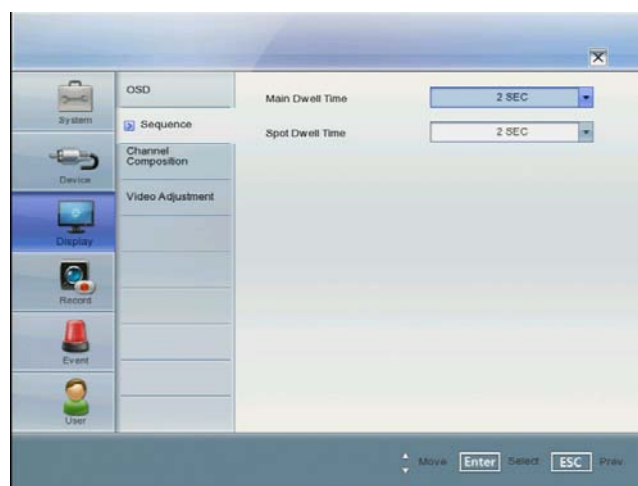 System
Device
Display
Record
Event
User
OSD
Sequence
Channel
Composition
Video Adjustment
Main Dwell Time
2 SEC
Spot Dwell Time
2 SEC
Move Enter Select ESC Prev